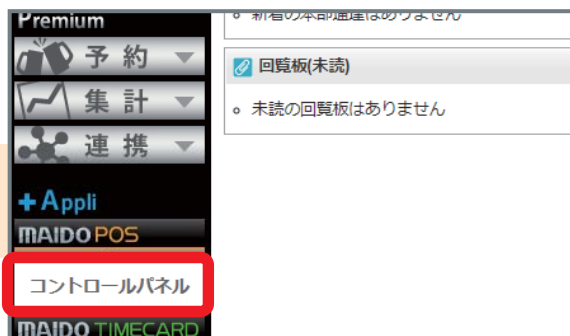 Premium
予約
集計
連携
+Appli
MAIDO POS
コントロールパネル
MAIDO TIMECARD
新着の本部通達はありません
回覧板(未読)
未読の回覧板はありません